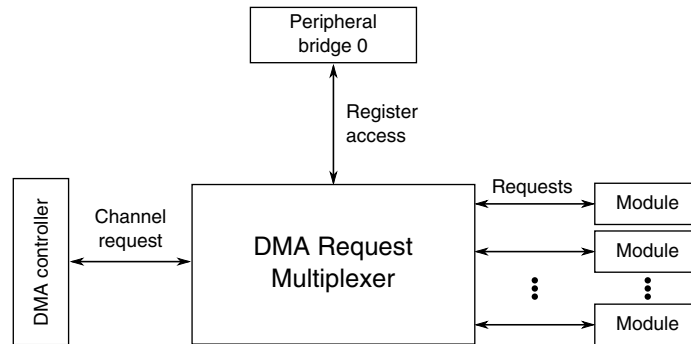 Peripheral
bridge 0
Register
access
Requests
Module
Channel
request
DMA controller
DMA Request
Multiplexer
Module
Module